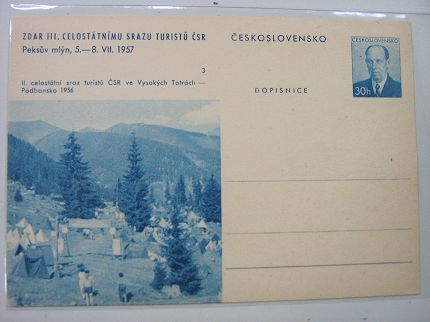 ZDAR III. CELOSTÁTNÍMU SRAZU TURISTŮ ČSR
Peksův mlýn, 5.—8. VII. 1957
3
II. celostátní sraz turistů ČSR ve Vysokých Tatrách —
Podbansko 1956
ČESKOSLOVENSKO
DOPISNICE
30h